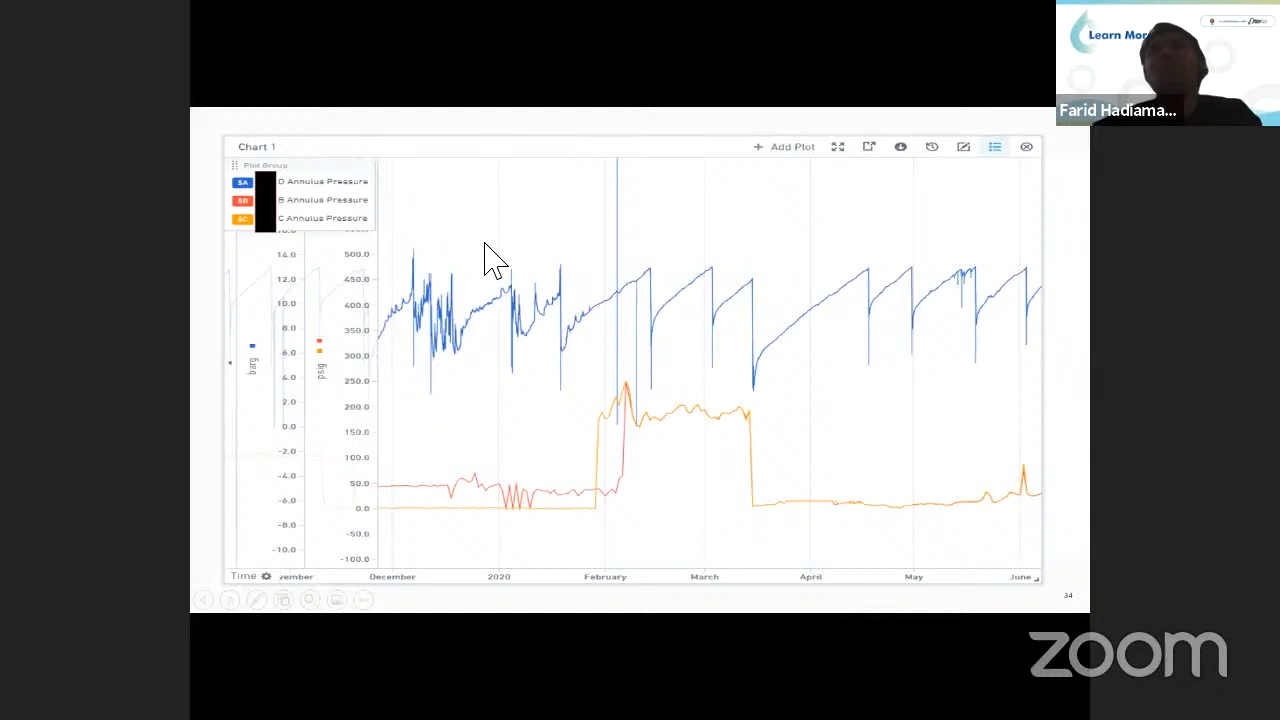 Learn Mor
Farid Hadiama...
Chart 1
Add Plot
Plot Group
$A D Annulus Pressure
$B B Annulus Pressure
$C C Annulus Pressure
14.0
12.0
10.0
8.0
6.0
4.0
2.0
0.0
-2.0
-4.0
-6.0
-8.0
-10.0
barg
psig
500.0
450.0
400.0
350.0
300.0
250.0
200.0
150.0
100.0
50.0
0.0
-50.0
-100.0
Time
vember
December
2020
February
March
April
May
June
34
zoom